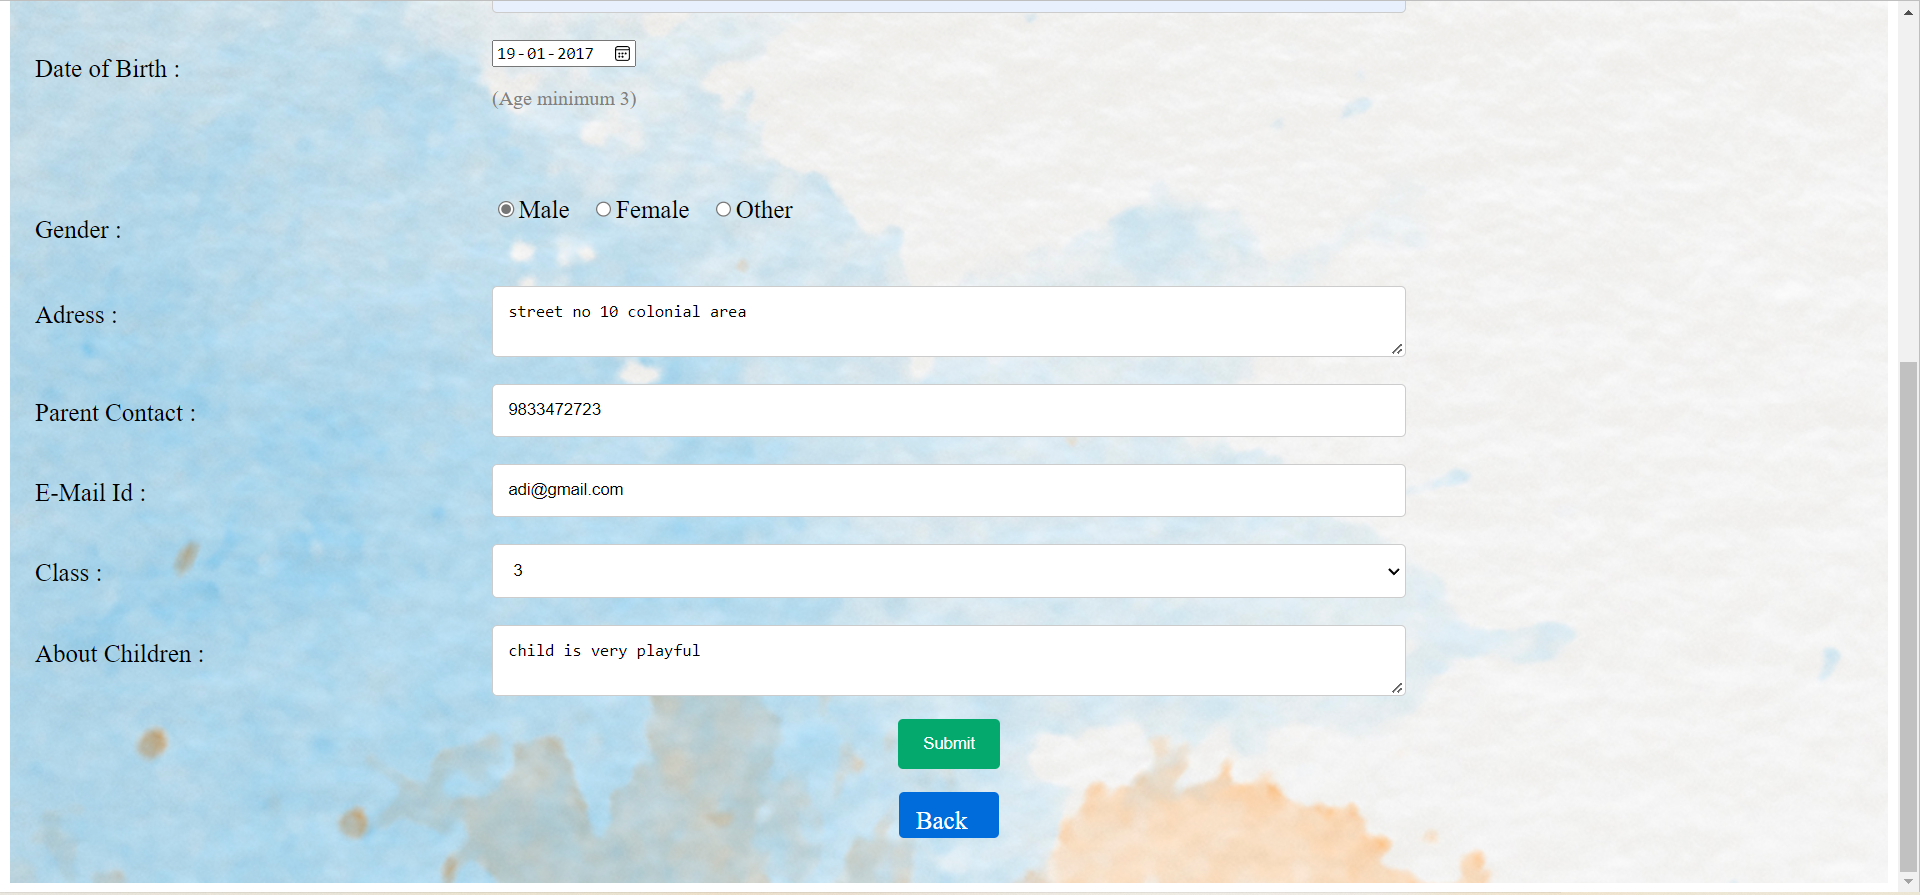 Date of Birth : 19-01-2017
(Age minimum 3)
Gender : Male Female Other
Adress : street no 10 colonial area
Parent Contact : 9833472723
E-Mail Id : adi@gmail.com
Class : 3
About Children : child is very playful
Submit
Back